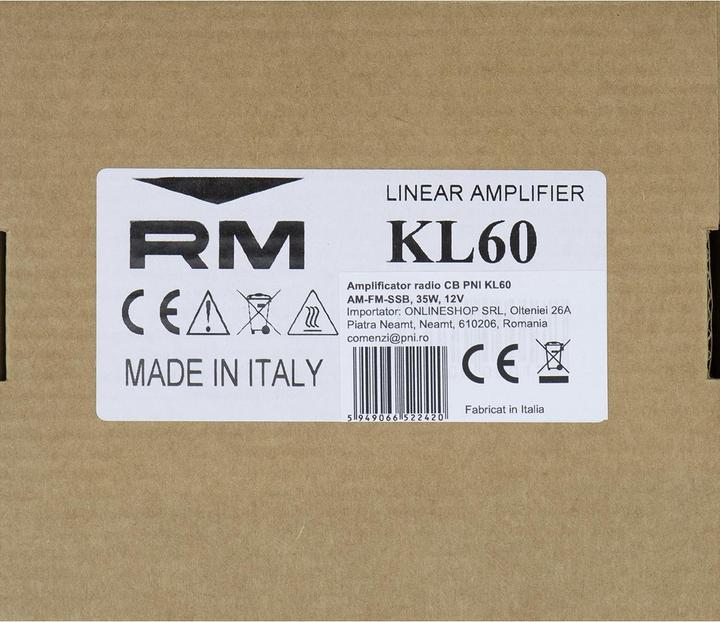 RM
LINEAR AMPLIFIER
KL60
CE
MADE IN ITALY
Amplificator radio CB PNI KL60
AM-FM-SSB, 35W, 12V
Importator: ONLINESHOP SRL, Olteniei 26A
Piatra Neamt, Neamt, 610206, Romania
comenzi@pni.ro
CE
5 949066 522420
Fabricat in Italia